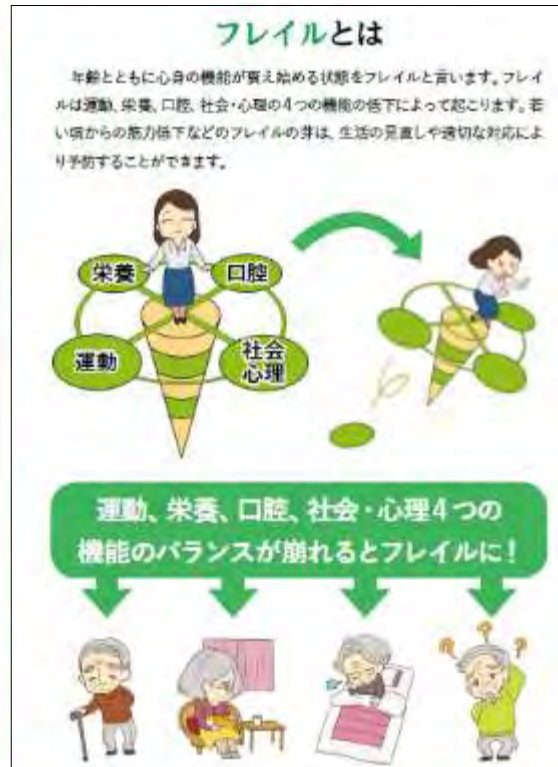 フレイルとは
年齢とともに心身の機能が衰え始める状態をフレイルと言います。フレイ
ルは運動、栄養、口腔、社会・心理の4つの機能の低下によって起こります。若
い頃からの筋力低下などのフレイルの芽は、生活の見直しや適切な対応によ
り予防することができます。
栄養
口腔
運動
社会
心理
運動、栄養、口腔、社会・心理4つの
機能のバランスが崩れるとフレイルに!
? ? ?